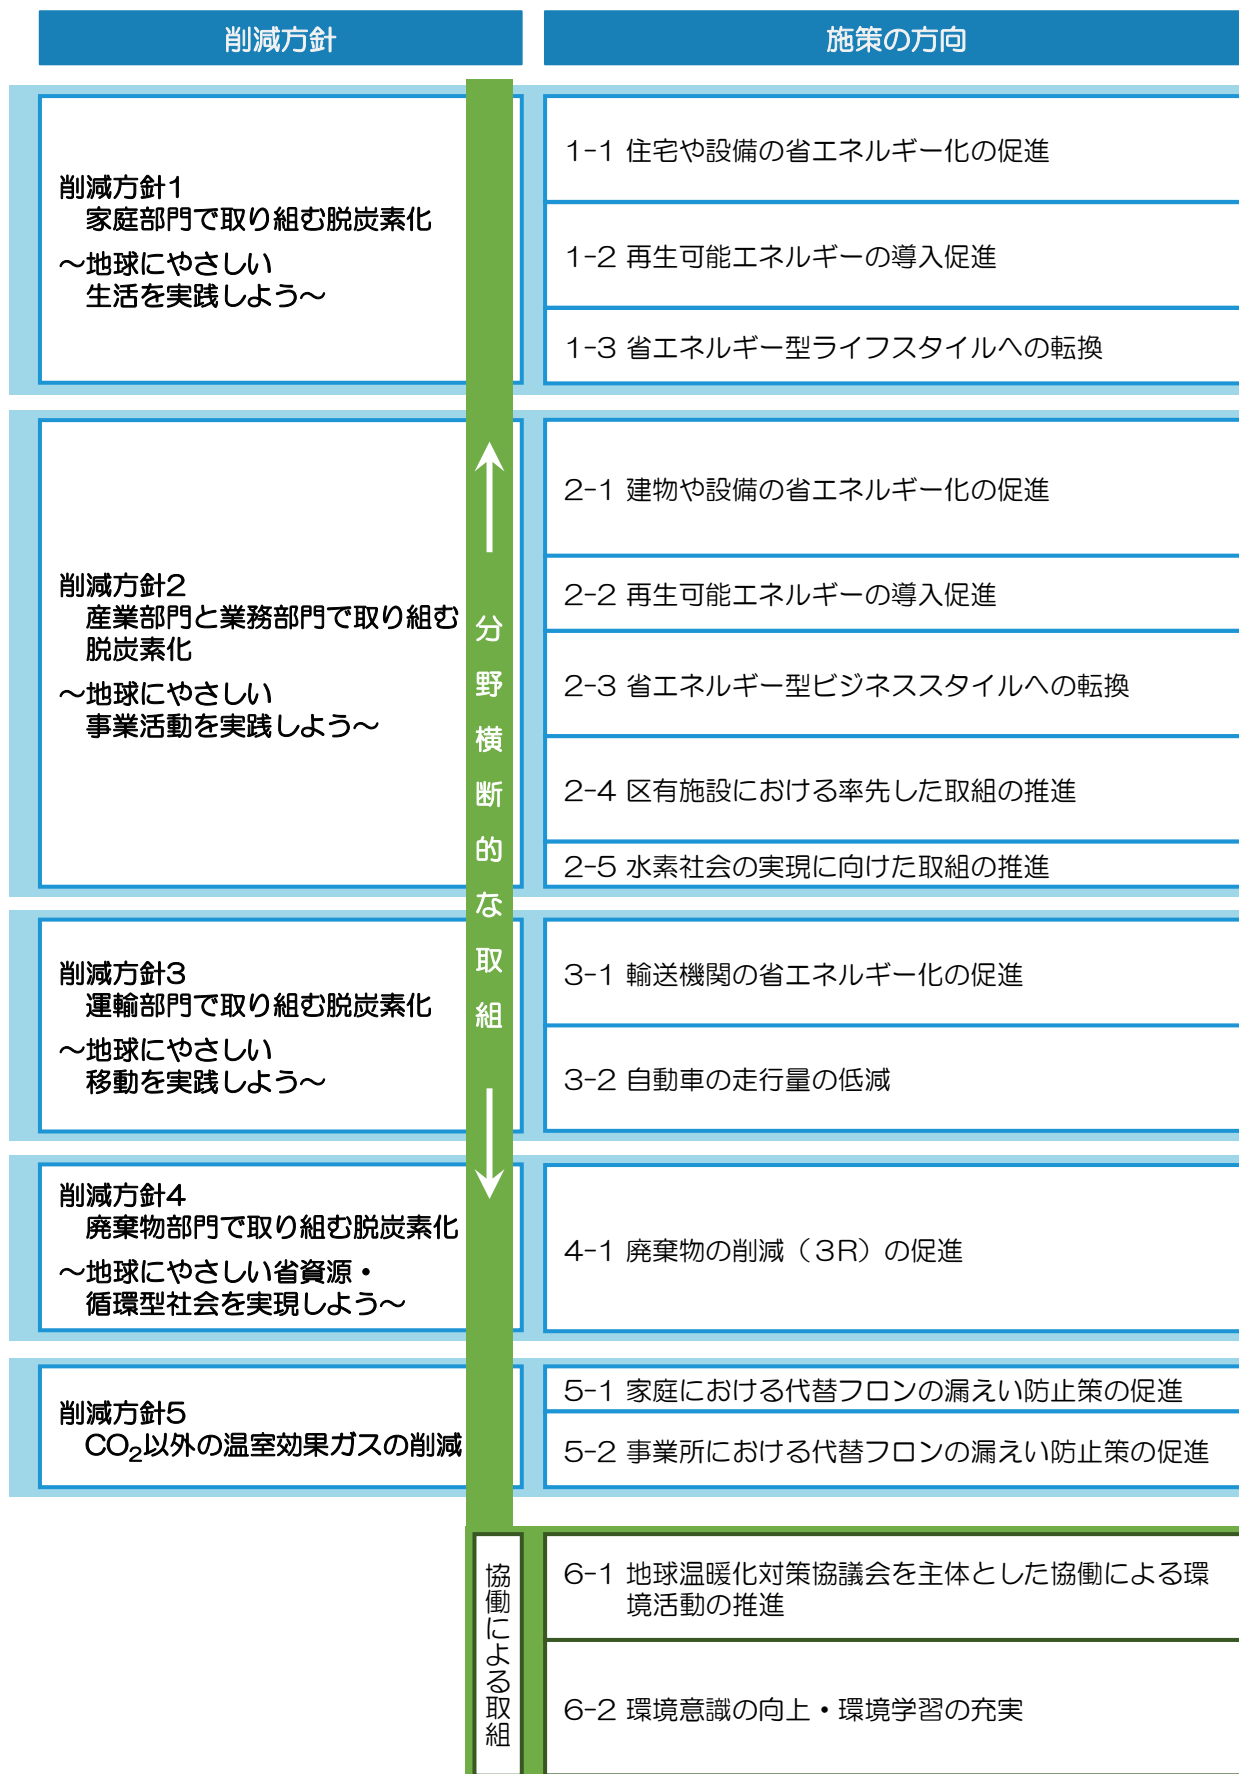 削減方針
施策の方向
削減方針1
家庭部門で取り組む脱炭素化
～地球にやさしい
生活を実践しよう～
1-1 住宅や設備の省エネルギー化の促進
1-2 再生可能エネルギーの導入促進
1-3 省エネルギー型ライフスタイルへの転換
削減方針2
産業部門と業務部門で取り組む
脱炭素化
～地球にやさしい
事業活動を実践しよう～
2-1 建物や設備の省エネルギー化の促進
2-2 再生可能エネルギーの導入促進
2-3 省エネルギー型ビジネススタイルへの転換
2-4 区有施設における率先した取組の推進
2-5 水素社会の実現に向けた取組の推進
分野横断的な取組
削減方針3
運輸部門で取り組む脱炭素化
～地球にやさしい
移動を実践しよう～
3-1 輸送機関の省エネルギー化の促進
3-2 自動車の走行量の低減
削減方針4
廃棄物部門で取り組む脱炭素化
～地球にやさしい省資源・
循環型社会を実現しよう～
4-1 廃棄物の削減（3R）の促進
削減方針5
CO₂以外の温室効果ガスの削減
5-1 家庭における代替フロンの漏えい防止策の促進
5-2 事業所における代替フロンの漏えい防止策の促進
協働による取組
6-1 地球温暖化対策協議会を主体とした協働による環
境活動の推進
6-2 環境意識の向上・環境学習の充実